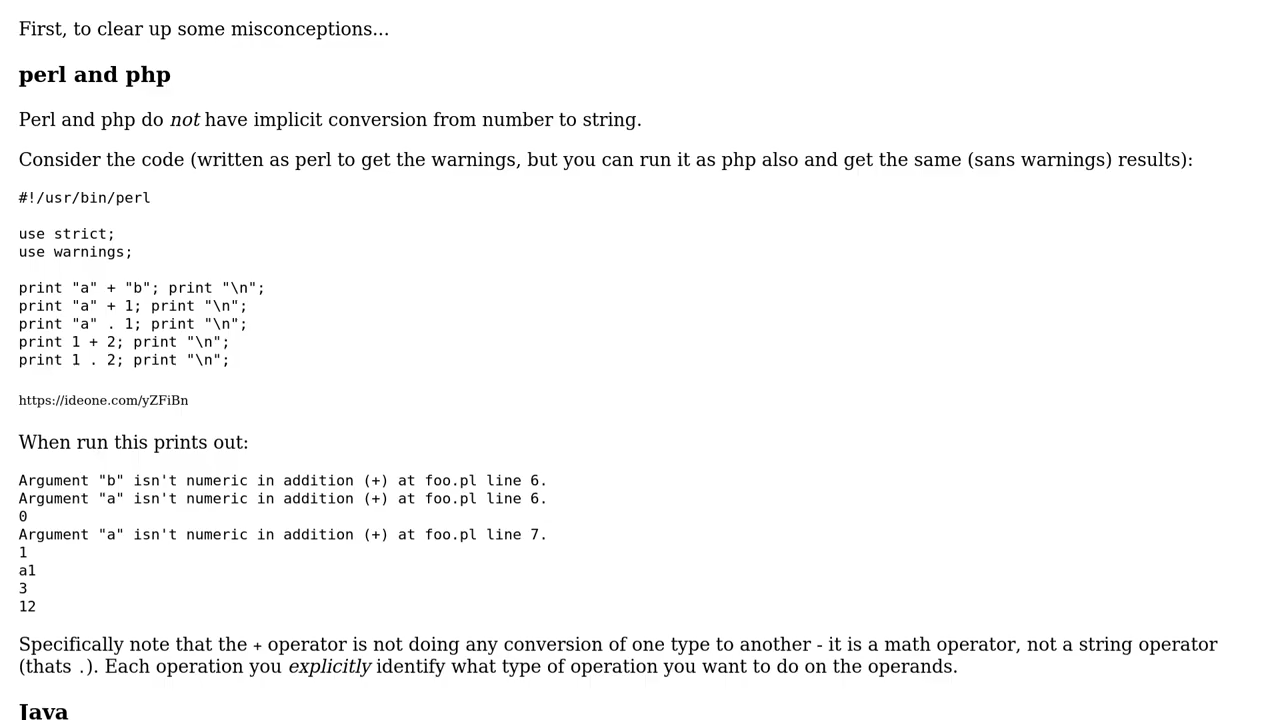 First, to clear up some misconceptions...
perl and php
Perl and php do not have implicit conversion from number to string.
Consider the code (written as perl to get the warnings, but you can run it as php also and get the same (sans warnings) results):
#!/usr/bin/perl
use strict;
use warnings;
print "a" + "b"; print "\n";
print "a" + 1; print "\n";
print "a" . 1; print "\n";
print 1 + 2; print "\n";
print 1 . 2; print "\n";
https://ideone.com/yZFiBn
When run this prints out:
Argument "b" isn't numeric in addition (+) at foo.pl line 6.
Argument "a" isn't numeric in addition (+) at foo.pl line 6.
0
Argument "a" isn't numeric in addition (+) at foo.pl line 7.
1
a1
3
12
Specifically note that the + operator is not doing any conversion of one type to another - it is a math operator, not a string operator
(thats .). Each operation you explicitly identify what type of operation you want to do on the operands.
Java